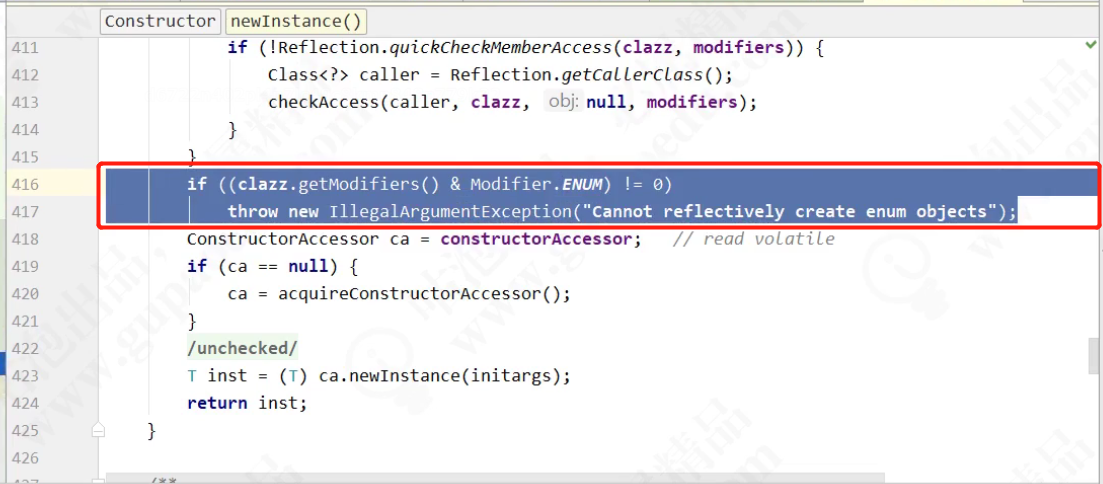 Constructor newInstance()
411 if (!Reflection.quickCheckMemberAccess(clazz, modifiers)) {
412 Class<?> caller = Reflection.getCallerClass();
413 checkAccess(caller, clazz, obj: null, modifiers);
414 }
415 }
416 if ((clazz.getModifiers() & Modifier.ENUM) != 0)
417 throw new IllegalArgumentException("Cannot reflectively create enum objects");
418 ConstructorAccessor ca = constructorAccessor; // read volatile
419 if (ca == null) {
420 ca = acquireConstructorAccessor();
421 }
422 /unchecked/
423 T inst = (T) ca.newInstance(initargs);
424 return inst;
425 }
426
427 /**